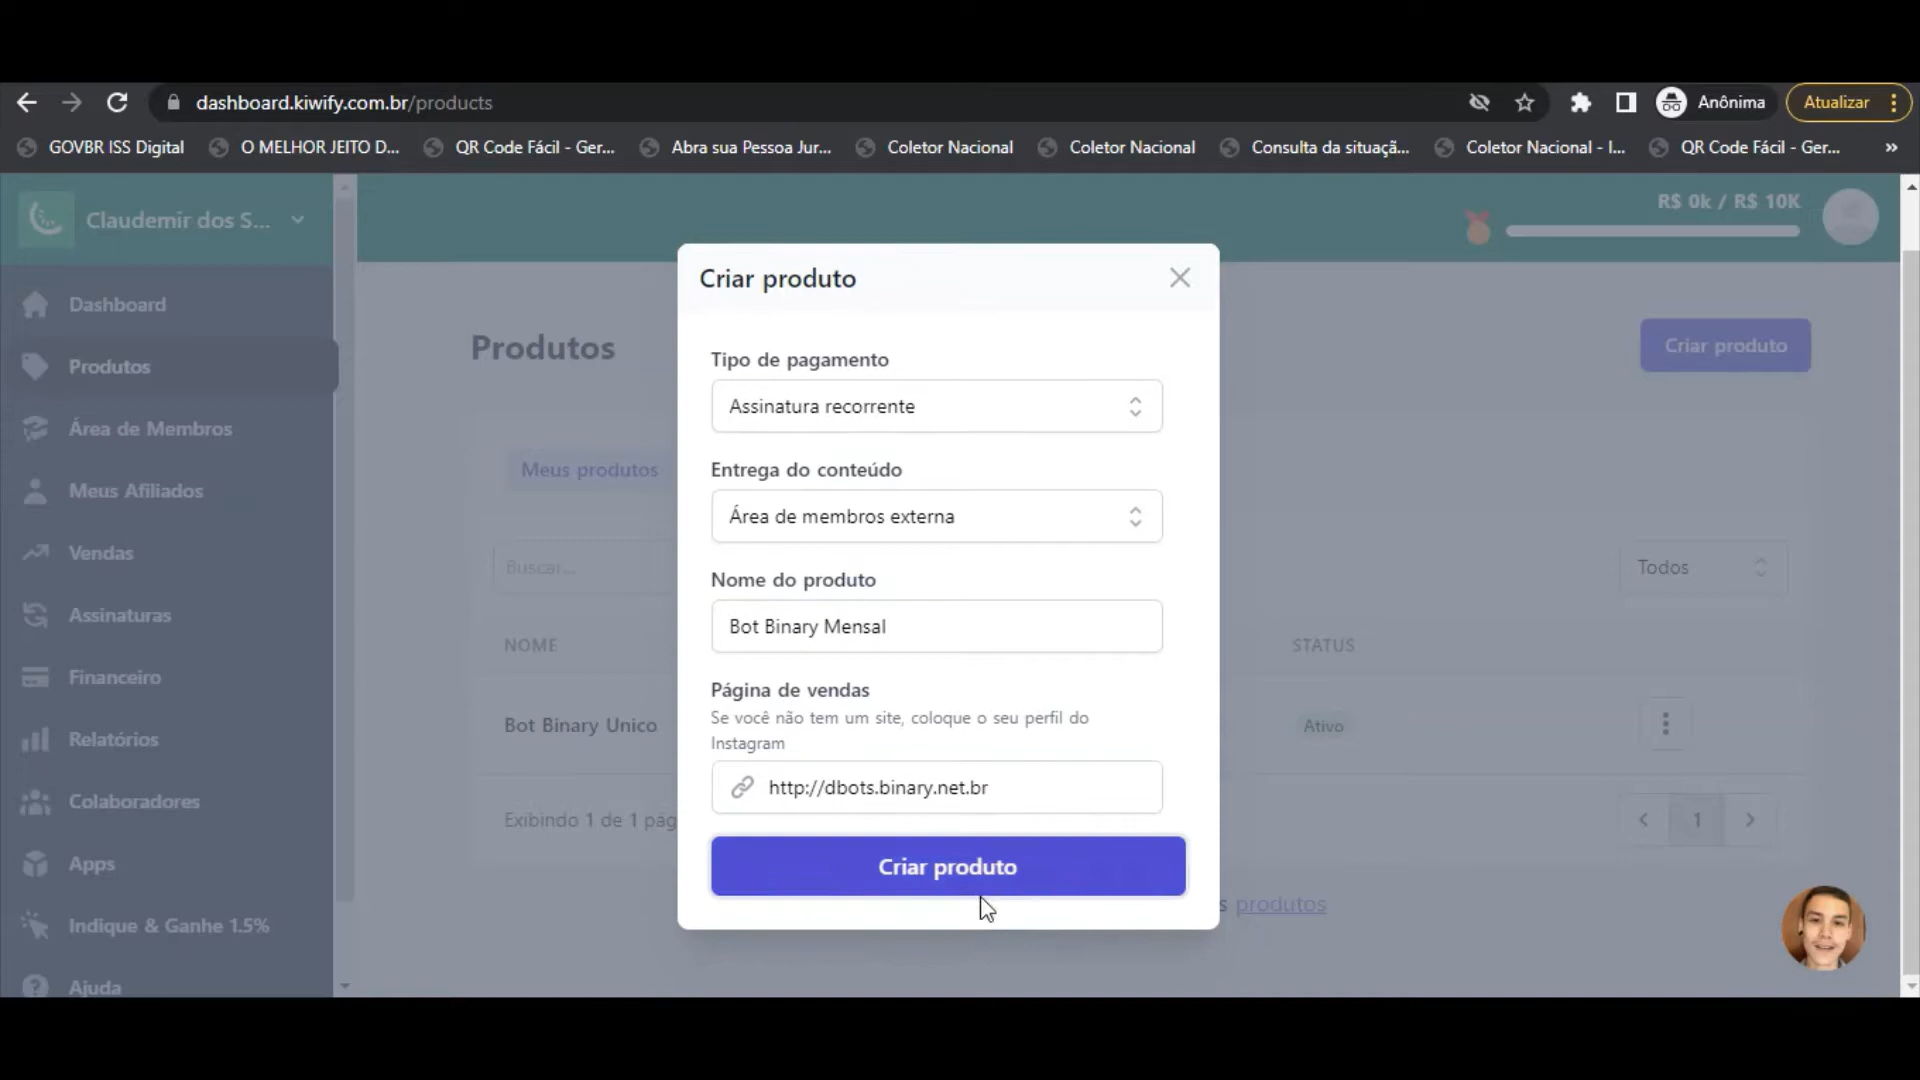 dashboard.kiwify.com.br/products
Anônima
Atualizar
GOVBR ISS Digital
O MELHOR JEITO D...
QR Code Fácil - Ger...
Abra sua Pessoa Jur...
Coletor Nacional
Coletor Nacional
Consulta da situaçã...
Coletor Nacional - I...
QR Code Fácil - Ger...
»
Claudemir dos S...
R$ 0k / R$ 10K
Dashboard
Produtos
Área de Membros
Meus Afiliados
Vendas
Assinaturas
Financeiro
Relatórios
Colaboradores
Apps
Indique & Ganhe 1.5%
Ajuda
Produtos
Criar produto
Meus produtos
Buscar...
Todos
NOME
STATUS
Bot Binary Unico
Ativo
Exibindo 1 de 1 pág
1
s produtos
Criar produto
Tipo de pagamento
Assinatura recorrente
Entrega do conteúdo
Área de membros externa
Nome do produto
Bot Binary Mensal
Página de vendas
Se você não tem um site, coloque o seu perfil do
Instagram
http://dbots.binary.net.br
Criar produto